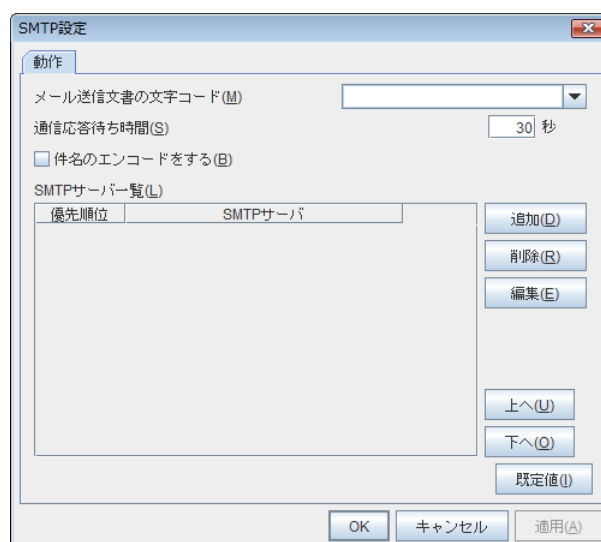 SMTP設定
動作
メール送信文書の文字コード(M)
通信応答待ち時間(S) 30 秒
件名のエンコードをする(B)
SMTPサーバ一覧(L)
優先順位 SMTPサーバ
追加(D)
削除(R)
編集(E)
上へ(U)
下へ(O)
既定値(I)
OK キャンセル 適用(A)